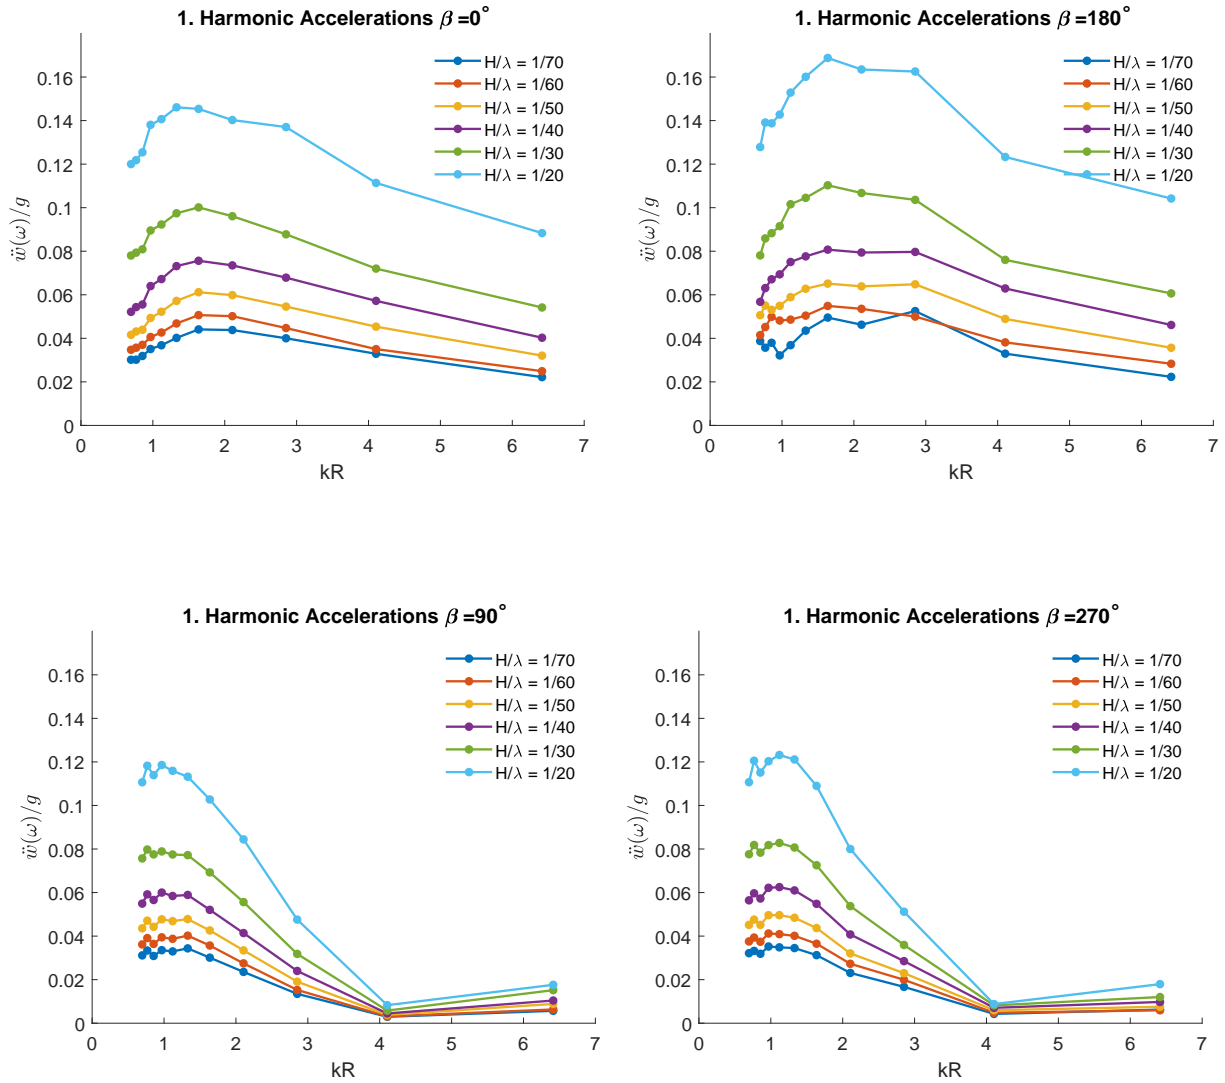 1. Harmonic Accelerations β =0°
H/λ = 1/70
H/λ = 1/60
H/λ = 1/50
H/λ = 1/40
H/λ = 1/30
H/λ = 1/20
0.16
0.14
0.12
0.1
0.08
0.06
0.04
0.02
0
ẅ(ω)/g
0 1 2 3 4 5 6 7
kR
1. Harmonic Accelerations β =180°
H/λ = 1/70
H/λ = 1/60
H/λ = 1/50
H/λ = 1/40
H/λ = 1/30
H/λ = 1/20
0.16
0.14
0.12
0.1
0.08
0.06
0.04
0.02
0
ẅ(ω)/g
0 1 2 3 4 5 6 7
kR
1. Harmonic Accelerations β =90°
H/λ = 1/70
H/λ = 1/60
H/λ = 1/50
H/λ = 1/40
H/λ = 1/30
H/λ = 1/20
0.16
0.14
0.12
0.1
0.08
0.06
0.04
0.02
0
ẅ(ω)/g
0 1 2 3 4 5 6 7
kR
1. Harmonic Accelerations β =270°
H/λ = 1/70
H/λ = 1/60
H/λ = 1/50
H/λ = 1/40
H/λ = 1/30
H/λ = 1/20
0.16
0.14
0.12
0.1
0.08
0.06
0.04
0.02
0
ẅ(ω)/g
0 1 2 3 4 5 6 7
kR